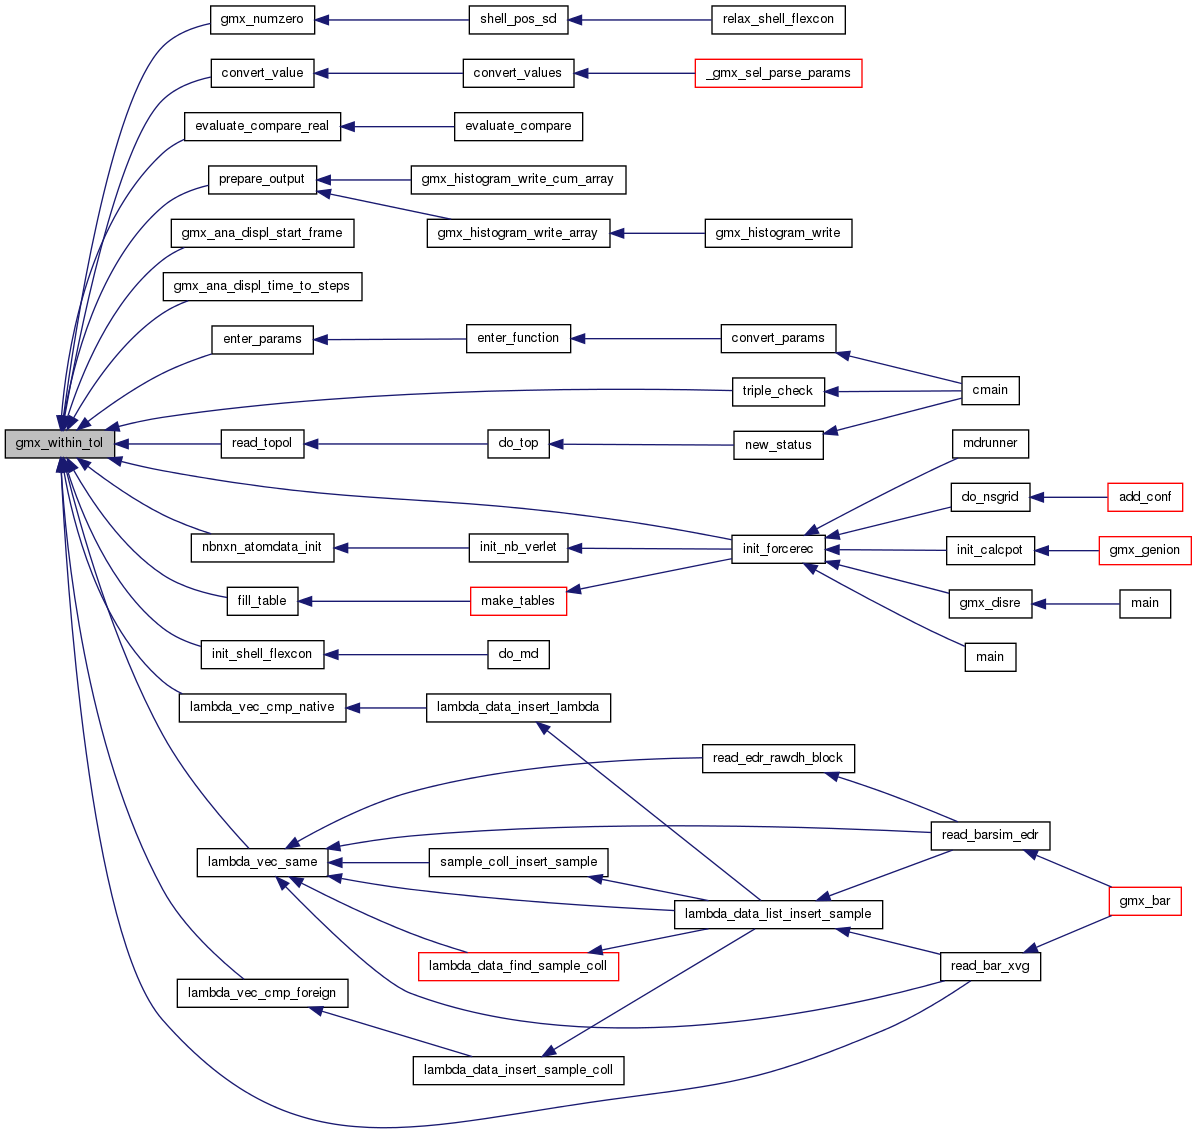 gmx_numzero
shell_pos_sd
relax_shell_flexcon
convert_value
convert_values
_gmx_sel_parse_params
evaluate_compare_real
evaluate_compare
prepare_output
gmx_histogram_write_cum_array
gmx_ana_displ_start_frame
gmx_histogram_write_array
gmx_histogram_write
gmx_ana_displ_time_to_steps
enter_params
enter_function
convert_params
triple_check
cmain
gmx_within_tol
read_topol
do_top
new_status
mdrunner
do_nsgrid
add_conf
nbnxn_atomdata_init
init_nb_verlet
init_forcerec
init_calcpot
gmx_genion
fill_table
make_tables
gmx_disre
main
init_shell_flexcon
do_md
main
lambda_vec_cmp_native
lambda_data_insert_lambda
read_edr_rawdh_block
read_barsim_edr
lambda_vec_same
sample_coll_insert_sample
gmx_bar
lambda_data_list_insert_sample
lambda_data_find_sample_coll
read_bar_xvg
lambda_vec_cmp_foreign
lambda_data_insert_sample_coll